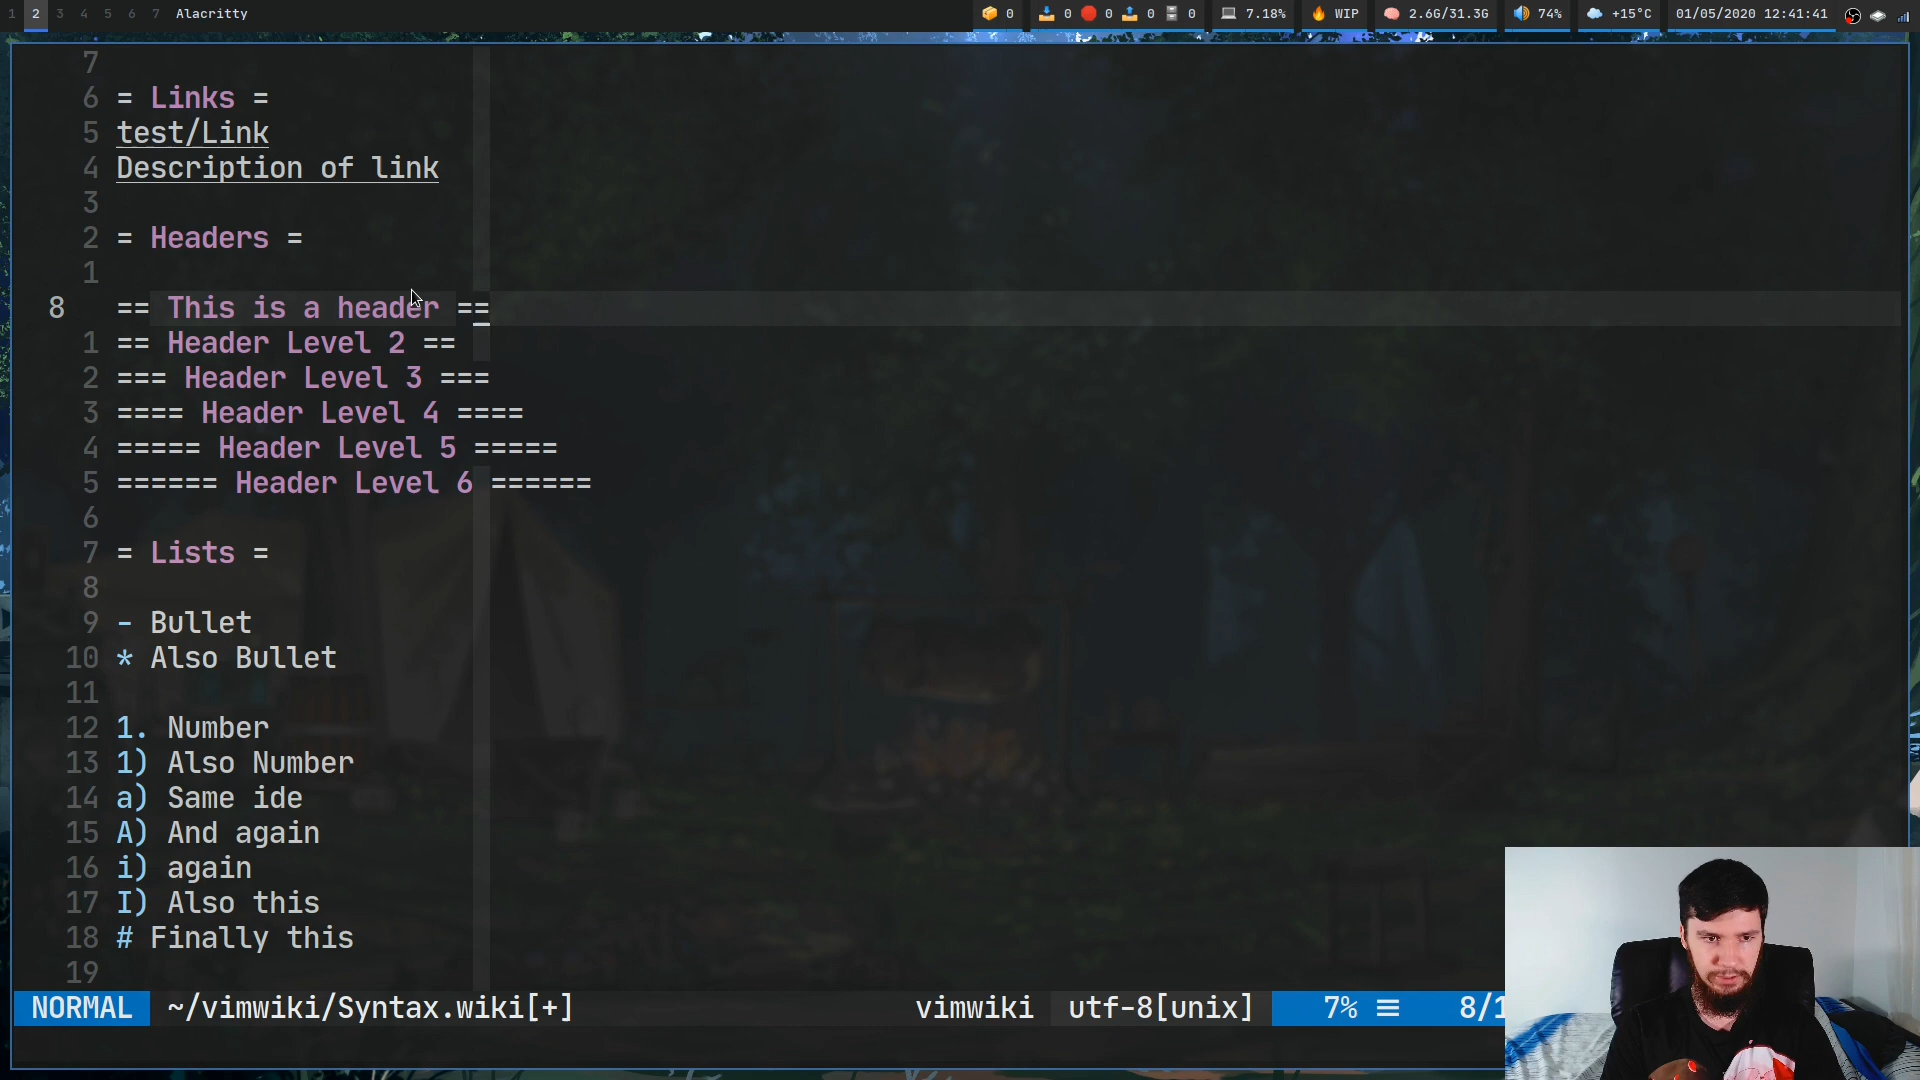 1 2 3 4 5 6 7 Alacritty 0 0 0 0 0 7.18% WIP 2.6G/31.3G 74% +15°C 01/05/2020 12:41:41
7
6 = Links =
5 test/Link
4 Description of link
3
2 = Headers =
1
8 == This is a header ==
1 == Header Level 2 ==
2 === Header Level 3 ===
3 ==== Header Level 4 ====
4 ===== Header Level 5 =====
5 ====== Header Level 6 ======
6
7 = Lists =
8
9 - Bullet
10 * Also Bullet
11
12 1. Number
13 1) Also Number
14 a) Same ide
15 A) And again
16 i) again
17 I) Also this
18 # Finally this
19
NORMAL ~/vimwiki/Syntax.wiki[+] vimwiki utf-8[unix] 7% ≡ 8/1